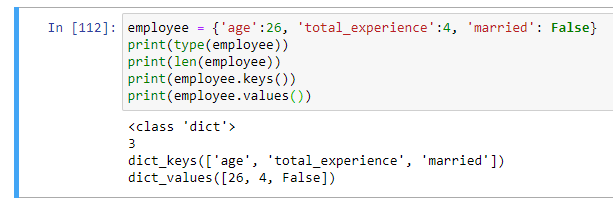 In [112]: employee = {'age':26, 'total_experience':4, 'married': False}
print(type(employee))
print(len(employee))
print(employee.keys())
print(employee.values())
<class 'dict'>
3
dict_keys(['age', 'total_experience', 'married'])
dict_values([26, 4, False])